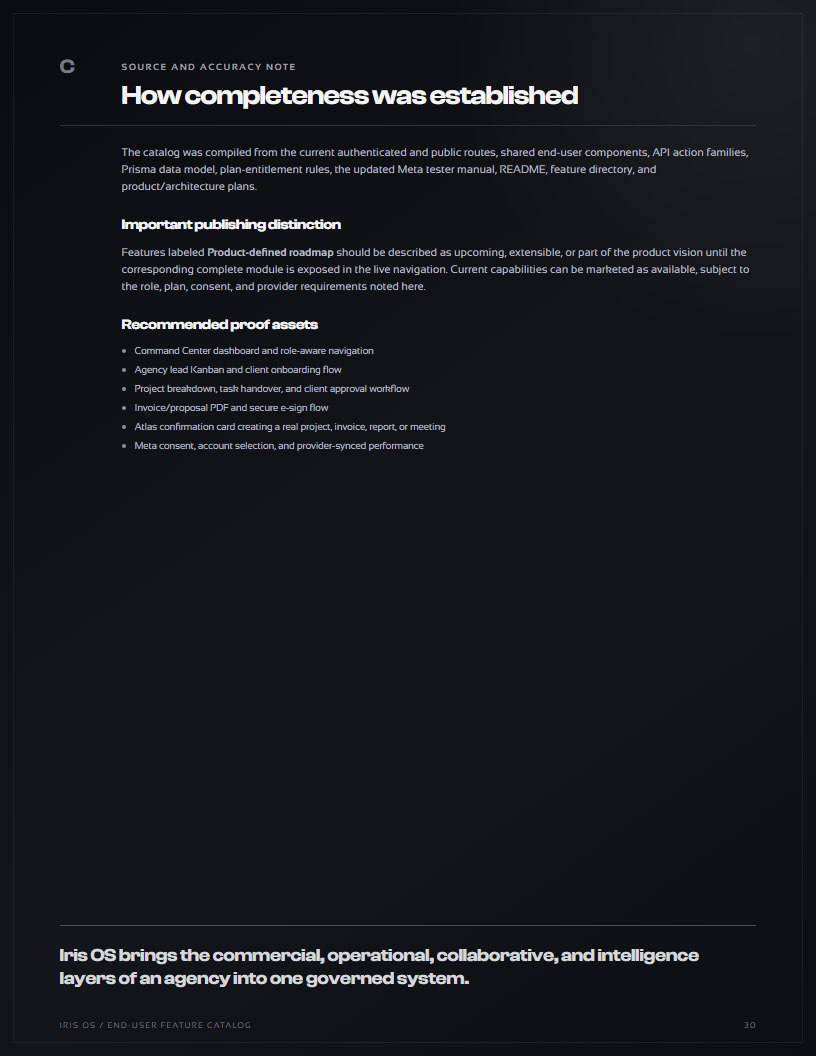 C
SOURCE AND ACCURACY NOTE
How completeness was established
The catalog was compiled from the current authenticated and public routes, shared end-user components, API action families,
Prisma data model, plan-entitlement rules, the updated Meta tester manual, README, feature directory, and
product/architecture plans.
Important publishing distinction
Features labeled Product-defined roadmap should be described as upcoming, extensible, or part of the product vision until the
corresponding complete module is exposed in the live navigation. Current capabilities can be marketed as available, subject to
the role, plan, consent, and provider requirements noted here.
Recommended proof assets
• Command Center dashboard and role-aware navigation
• Agency lead Kanban and client onboarding flow
• Project breakdown, task handover, and client approval workflow
• Invoice/proposal PDF and secure e-sign flow
• Atlas confirmation card creating a real project, invoice, report, or meeting
• Meta consent, account selection, and provider-synced performance
Iris OS brings the commercial, operational, collaborative, and intelligence
layers of an agency into one governed system.
IRIS OS / END-USER FEATURE CATALOG
30